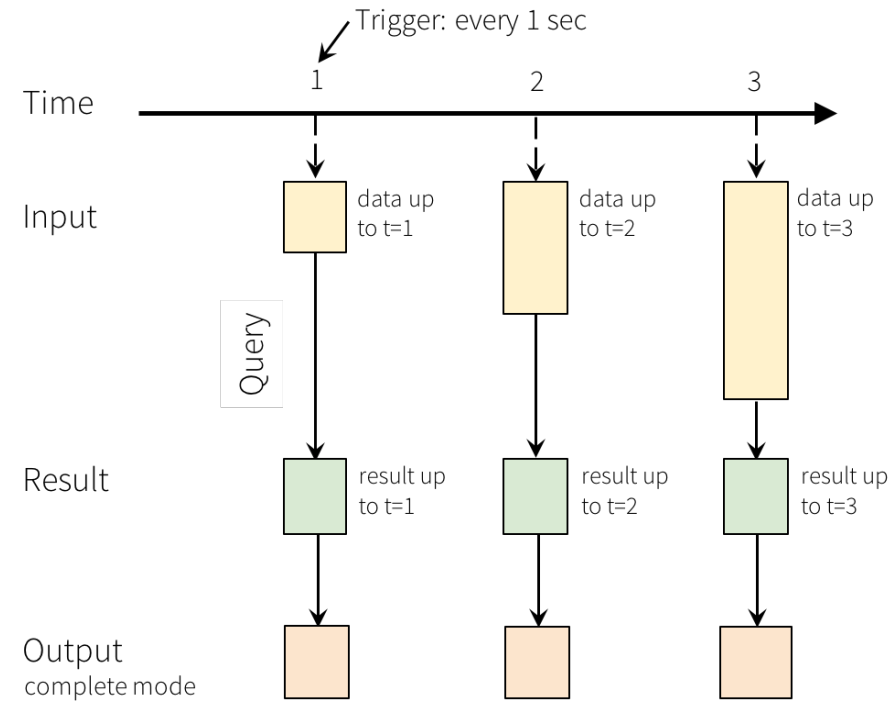 Trigger: every 1 sec
1
2
3
Time
Input
data up
to t=1
data up
to t=2
data up
to t=3
Query
Result
result up
to t=1
result up
to t=2
result up
to t=3
Output
complete mode